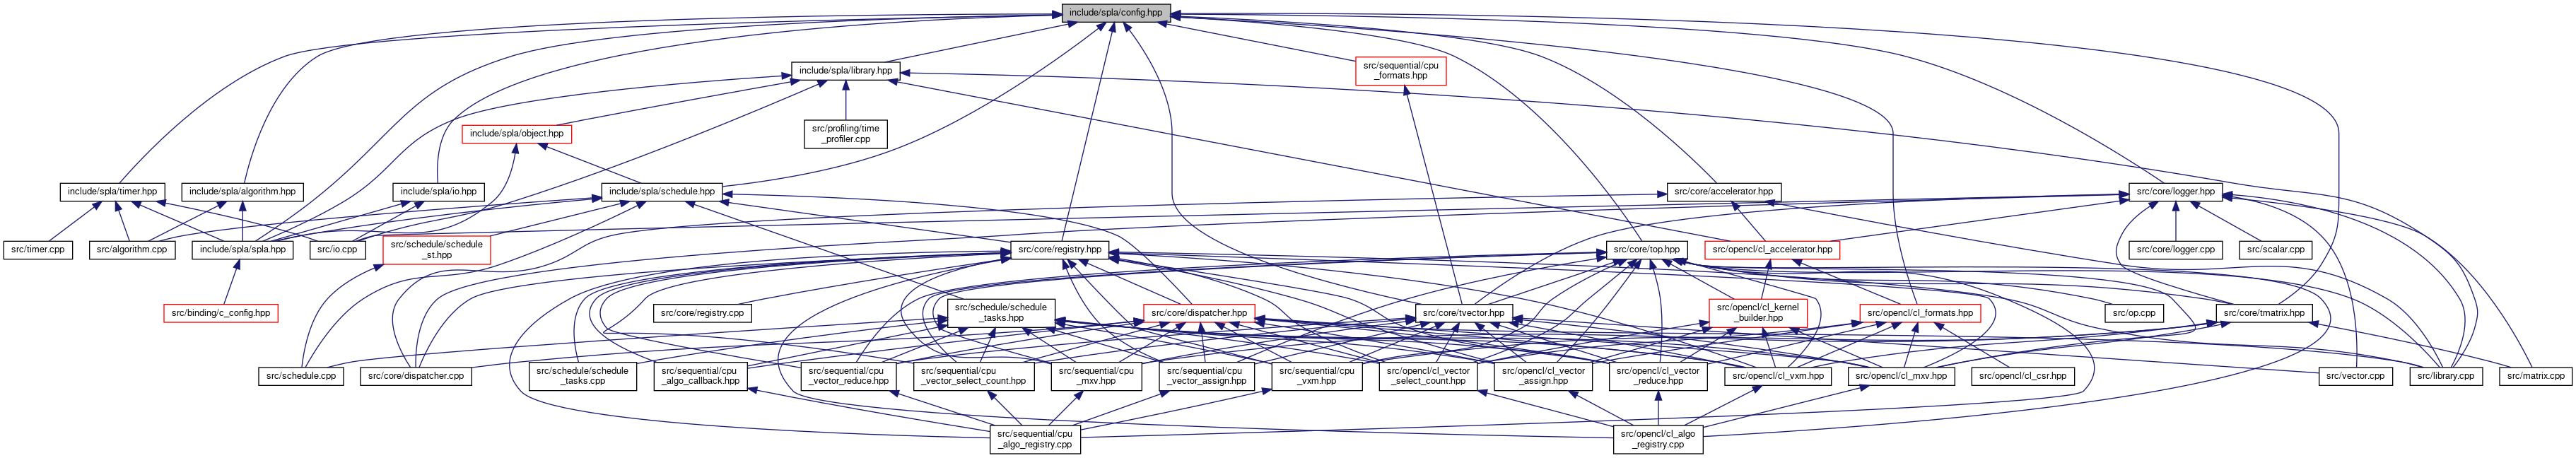 include/spla/config.hpp
include/spla/library.hpp
src/sequential/cpu
_formats.hpp
include/spla/object.hpp
src/profiling/time
_profiler.cpp
include/spla/timer.hpp
include/spla/algorithm.hpp
include/spla/io.hpp
include/spla/schedule.hpp
src/core/accelerator.hpp
src/core/logger.hpp
src/timer.cpp
src/algorithm.cpp
include/spla/spla.hpp
src/io.cpp
src/schedule/schedule
_st.hpp
src/core/registry.hpp
src/core/top.hpp
src/opencl/cl_accelerator.hpp
src/core/logger.cpp
src/scalar.cpp
src/binding/c_config.hpp
src/core/registry.cpp
src/schedule/schedule
_tasks.hpp
src/core/dispatcher.hpp
src/core/tvector.hpp
src/opencl/cl_kernel
_builder.hpp
src/opencl/cl_formats.hpp
src/op.cpp
src/core/tmatrix.hpp
src/schedule.cpp
src/core/dispatcher.cpp
src/schedule/schedule
_tasks.cpp
src/sequential/cpu
_algo_callback.hpp
src/sequential/cpu
_vector_reduce.hpp
src/sequential/cpu
_vector_select_count.hpp
src/sequential/cpu
_mxv.hpp
src/sequential/cpu
_vector_assign.hpp
src/sequential/cpu
_vxm.hpp
src/opencl/cl_vector
_select_count.hpp
src/opencl/cl_vector
_assign.hpp
src/opencl/cl_vector
_reduce.hpp
src/opencl/cl_vxm.hpp
src/opencl/cl_mxv.hpp
src/opencl/cl_csr.hpp
src/vector.cpp
src/library.cpp
src/matrix.cpp
src/sequential/cpu
_algo_registry.cpp
src/opencl/cl_algo
_registry.cpp